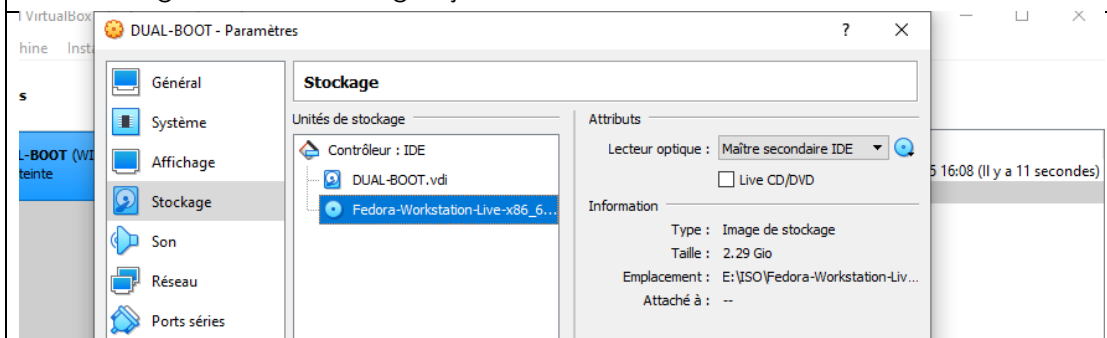 VirtualBox
DUAL-BOOT - Paramètres
?
hine Inst
Général
Stockage
s
Système
Unités de stockage
Attributs
Contrôleur : IDE
Lecteur optique : Maître secondaire IDE
L-BOOT (WI
Affichage
DUAL-BOOT.vdi
Live CD/DVD
5 16:08 (Il y a 11 secondes)
teinte
Stockage
Fedora-Workstation-Live-x86_6...
Information
Type : Image de stockage
Son
Taille : 2.29 Gio
Réseau
Emplacement : E:\ISO\Fedora-Workstation-Liv...
Attaché à : --
Ports séries